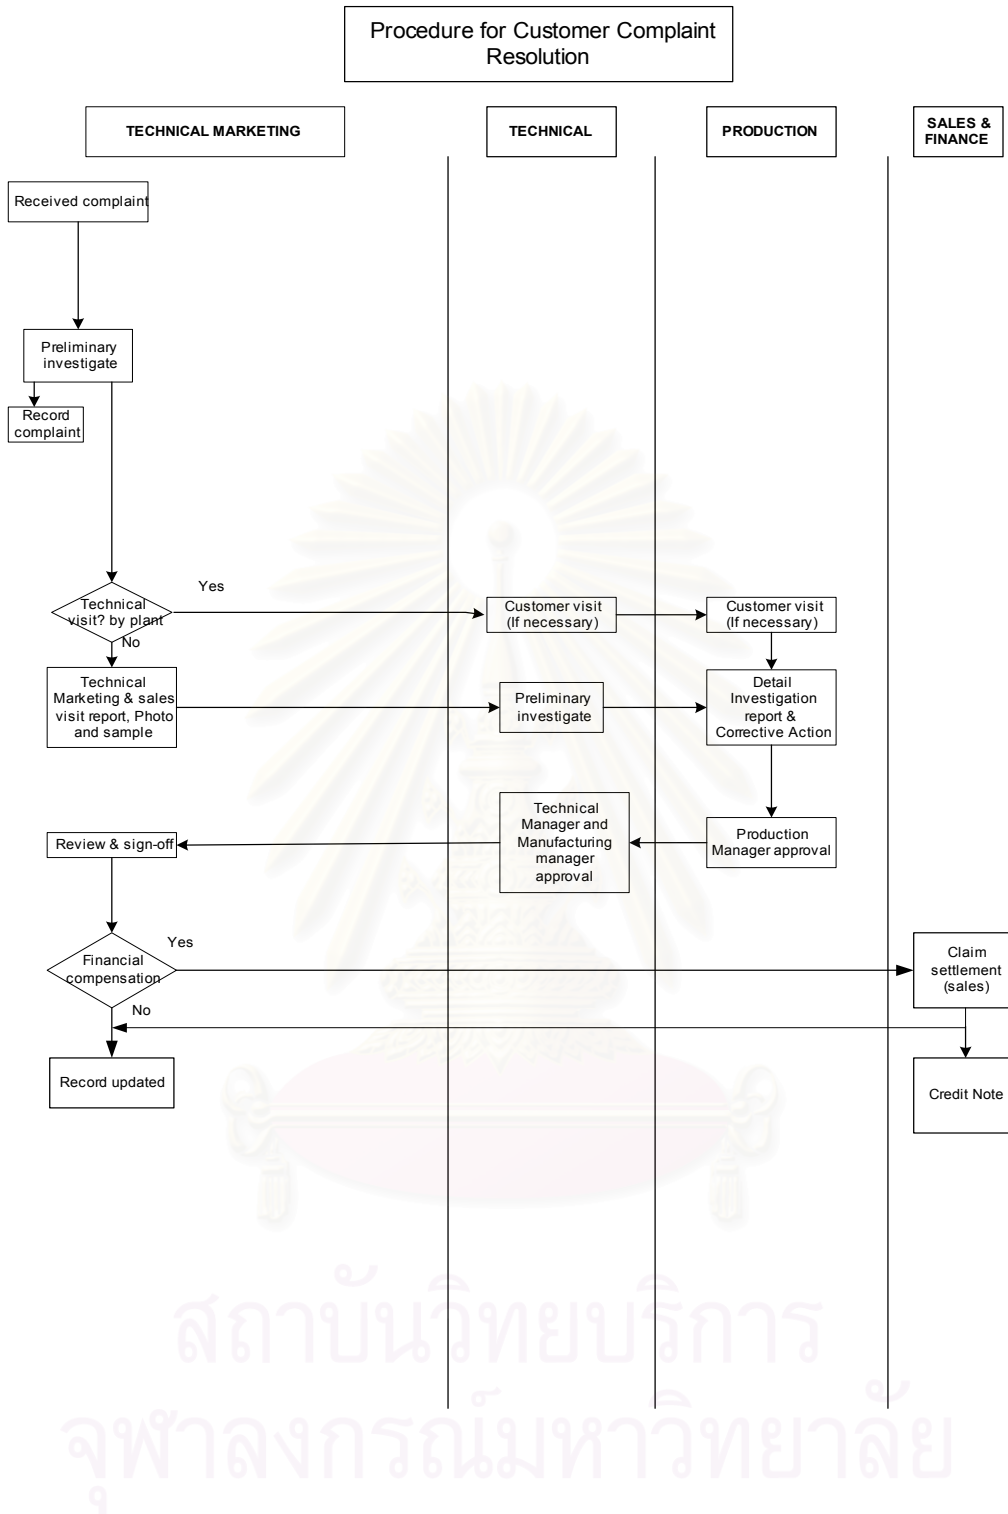 Procedure for Customer Complaint
Resolution
TECHNICAL MARKETING
TECHNICAL
PRODUCTION
SALES &
FINANCE
Received complaint
Preliminary
investigate
Record
complaint
Technical
visit? by plant
Yes
No
Customer visit
(If necessary)
Customer visit
(If necessary)
Technical
Marketing & sales
visit report, Photo
and sample
Preliminary
investigate
Detail
Investigation
report &
Corrective Action
Review & sign-off
Technical
Manager and
Manufacturing
manager
approval
Production
Manager approval
Financial
compensation
Yes
No
Claim
settlement
(sales)
Record updated
Credit Note
สถาบันวิทยบริการ
จุฬาลงกรณ์มหาวิทยาลัย